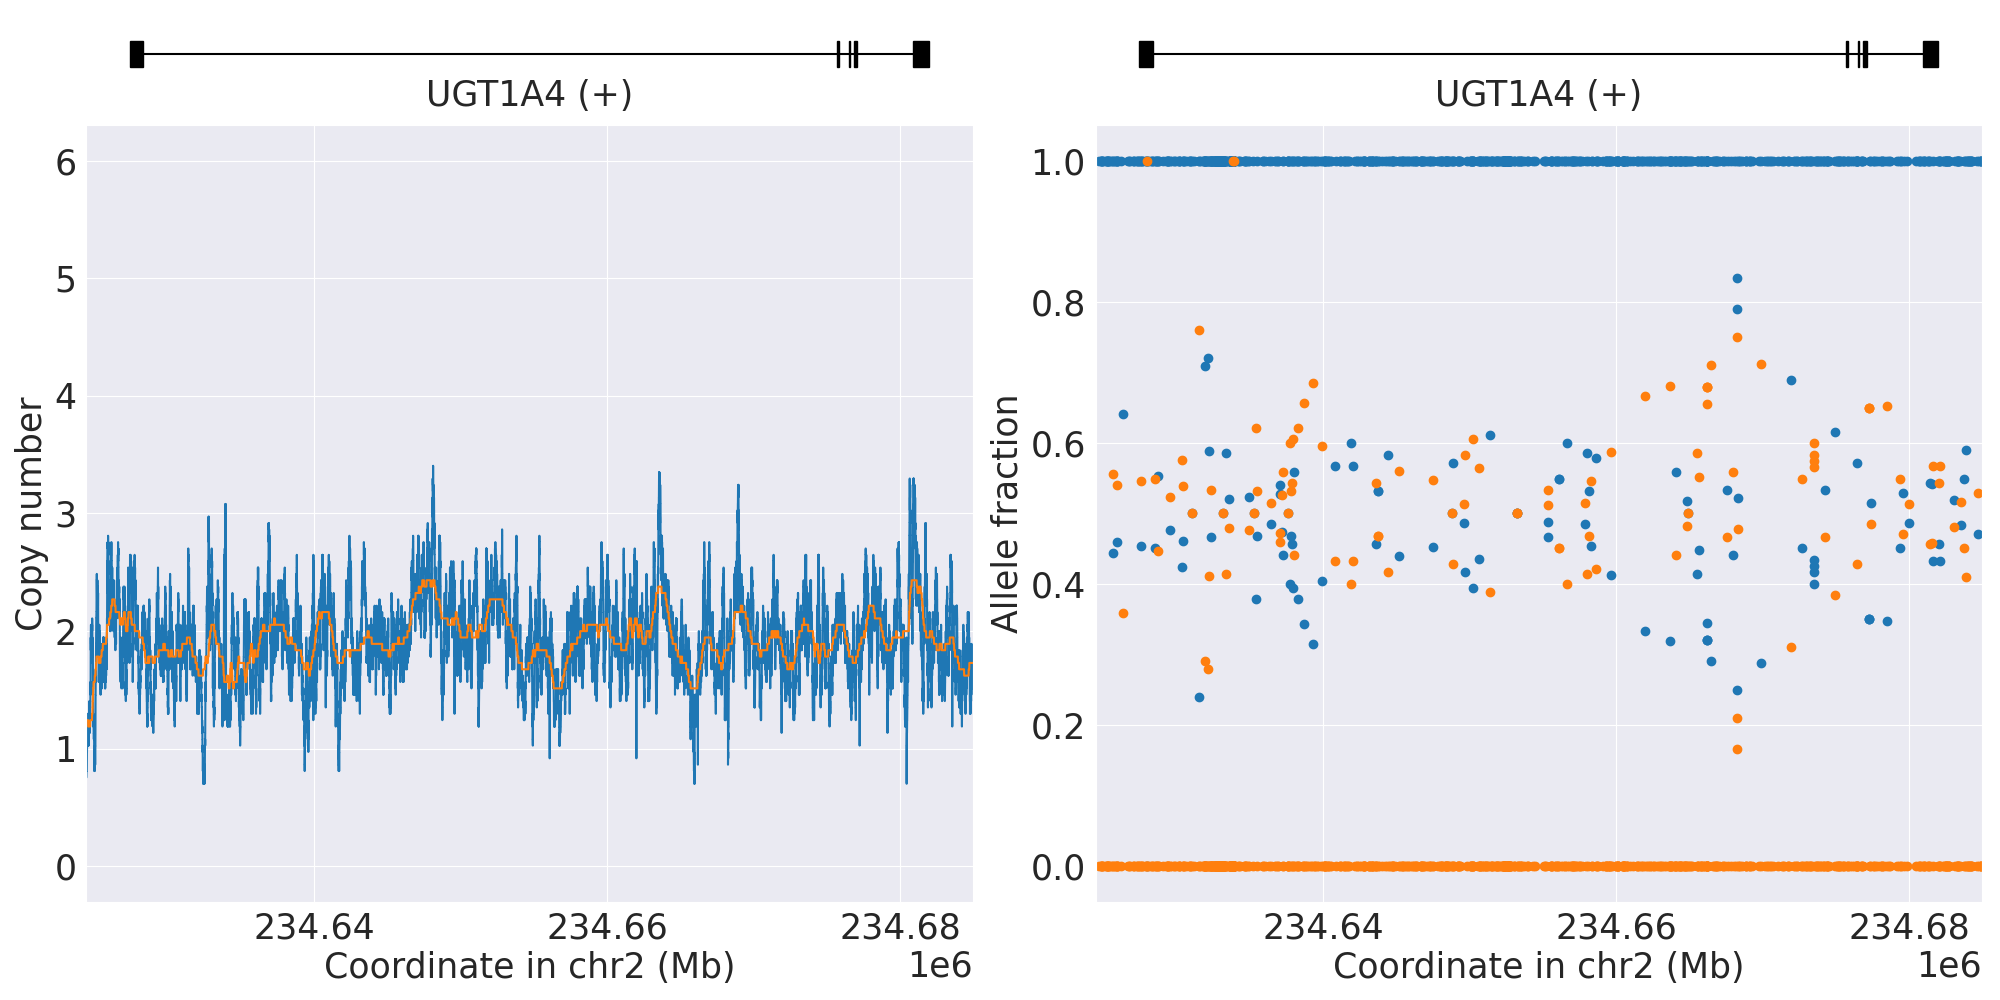 UGT1A4 (+)
6
5
4
3
2
1
0
Copy number
234.64
234.66
234.68
Coordinate in chr2 (Mb)
1e6
UGT1A4 (+)
1.0
0.8
0.6
0.4
0.2
0.0
Allele fraction
234.64
234.66
234.68
Coordinate in chr2 (Mb)
1e6